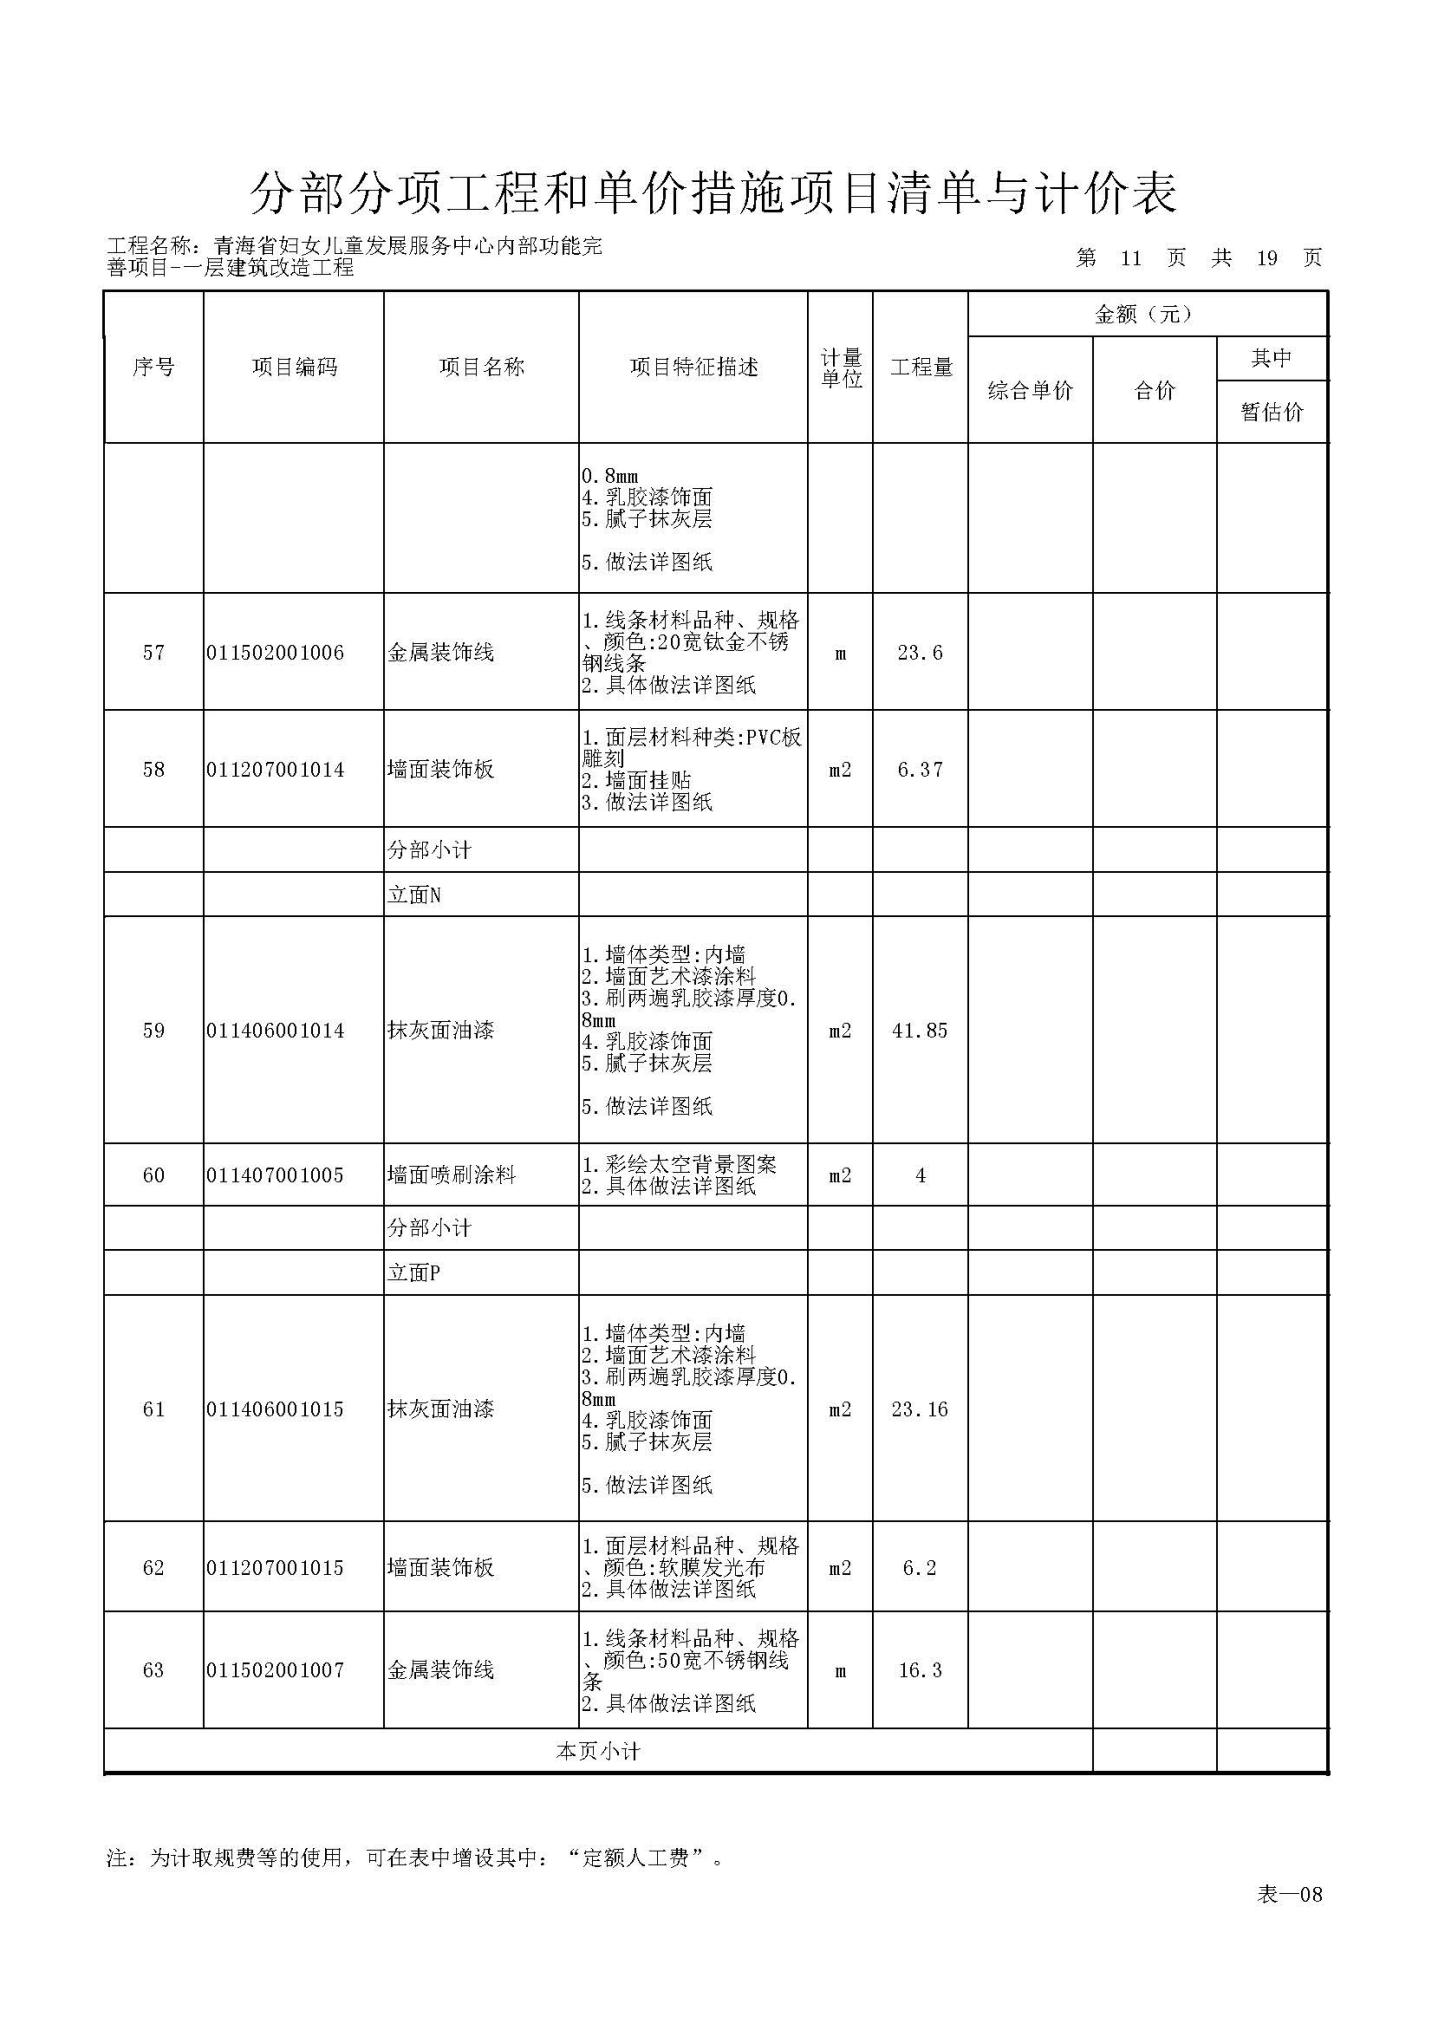 分部分项工程和单价措施项目清单与计价表
工程名称：青海省妇女儿童发展服务中心内部功能完
善项目-一层建筑改造工程
第 11 页 共 19 页
序号 项目编码 项目名称 项目特征描述 计量单位 工程量 金额（元）
综合单价 合价 其中
暂估价
0.8mm
4.乳胶漆饰面
5.腻子抹灰层
5.做法详图纸
57 011502001006 金属装饰线
1.线条材料品种、规格
、颜色:20宽钛金不锈
钢线条
2.具体做法详图纸
m 23.6
58 011207001014 墙面装饰板
1.面层材料种类:PVC板
雕刻
2.墙面挂贴
3.做法详图纸
m2 6.37
分部小计
立面N
59 011406001014 抹灰面油漆
1.墙体类型:内墙
2.墙面艺术漆涂料
3.刷两遍乳胶漆厚度0.
8mm
4.乳胶漆饰面
5.腻子抹灰层
5.做法详图纸
m2 41.85
60 011407001005 墙面喷刷涂料
1.彩绘太空背景图案
2.具体做法详图纸
m2 4
分部小计
立面P
61 011406001015 抹灰面油漆
1.墙体类型:内墙
2.墙面艺术漆涂料
3.刷两遍乳胶漆厚度0.
8mm
4.乳胶漆饰面
5.腻子抹灰层
5.做法详图纸
m2 23.16
62 011207001015 墙面装饰板
1.面层材料品种、规格
、颜色:软膜发光布
2.具体做法详图纸
m2 6.2
63 011502001007 金属装饰线
1.线条材料品种、规格
、颜色:50宽不锈钢线
条
2.具体做法详图纸
m 16.3
本页小计
注：为计取规费等的使用，可在表中增设其中：“定额人工费”。
表—08